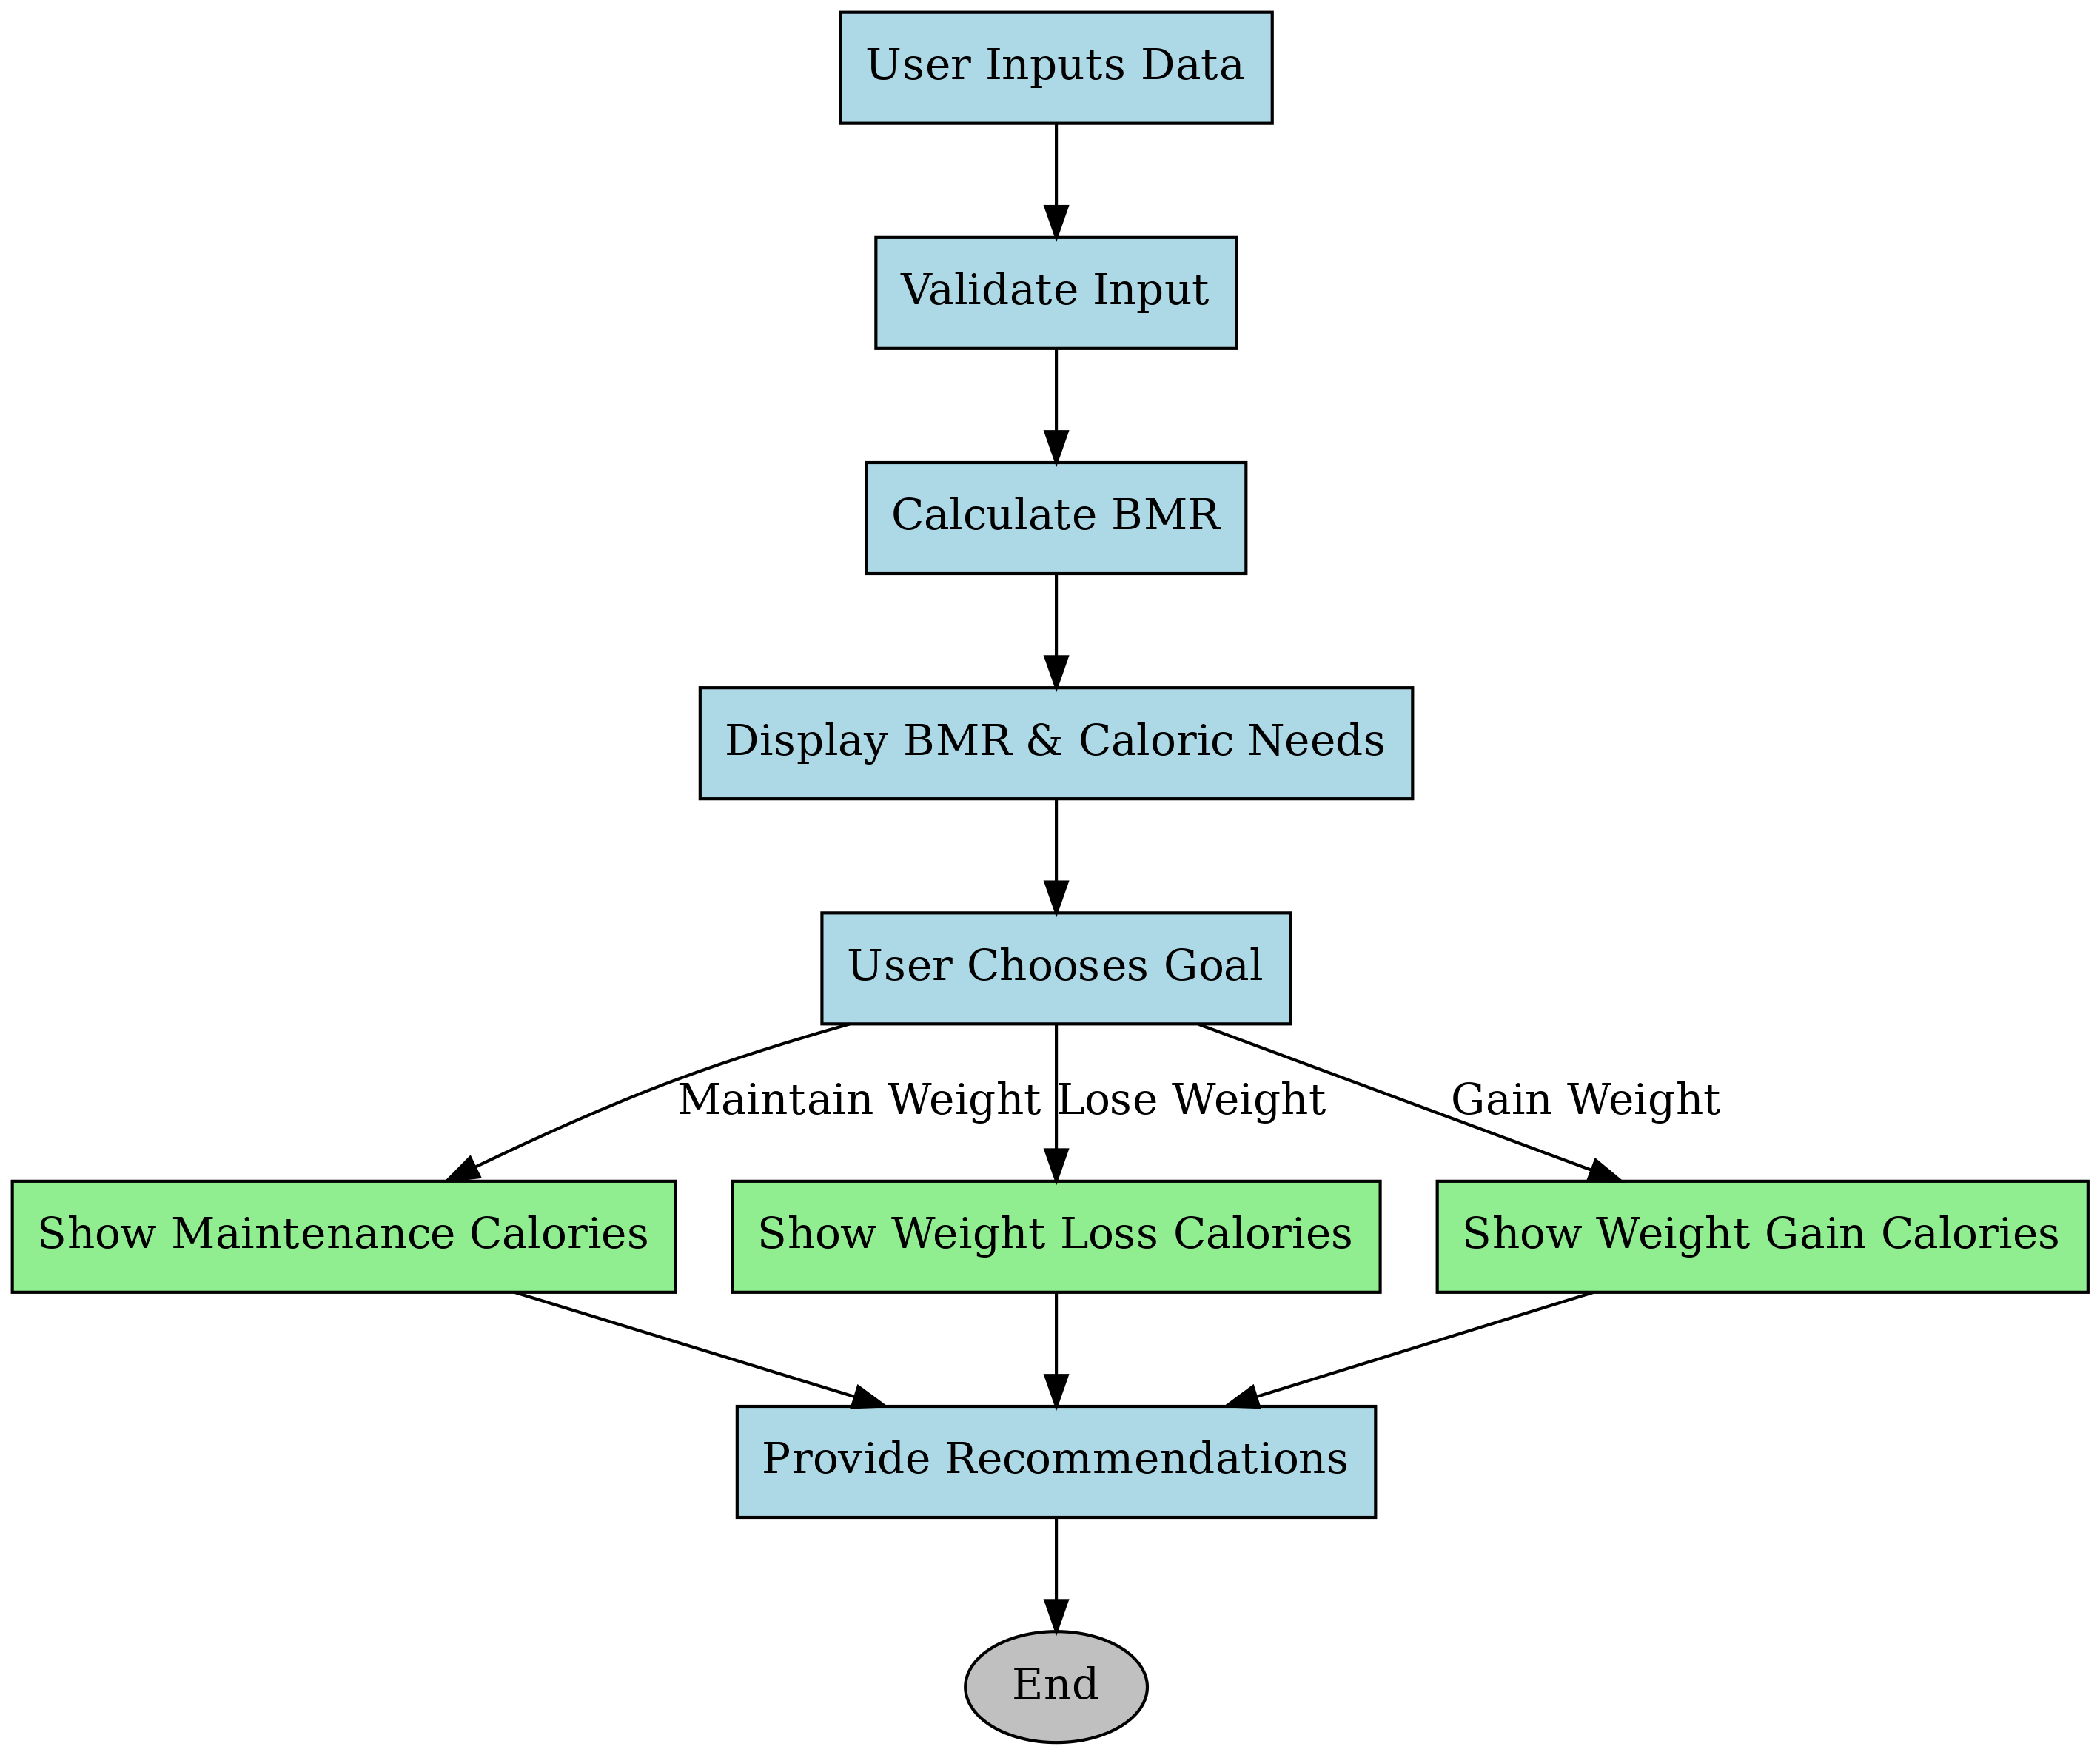 User Inputs Data
Validate Input
Calculate BMR
Display BMR & Caloric Needs
User Chooses Goal
Maintain Weight
Lose Weight
Gain Weight
Show Maintenance Calories
Show Weight Loss Calories
Show Weight Gain Calories
Provide Recommendations
End